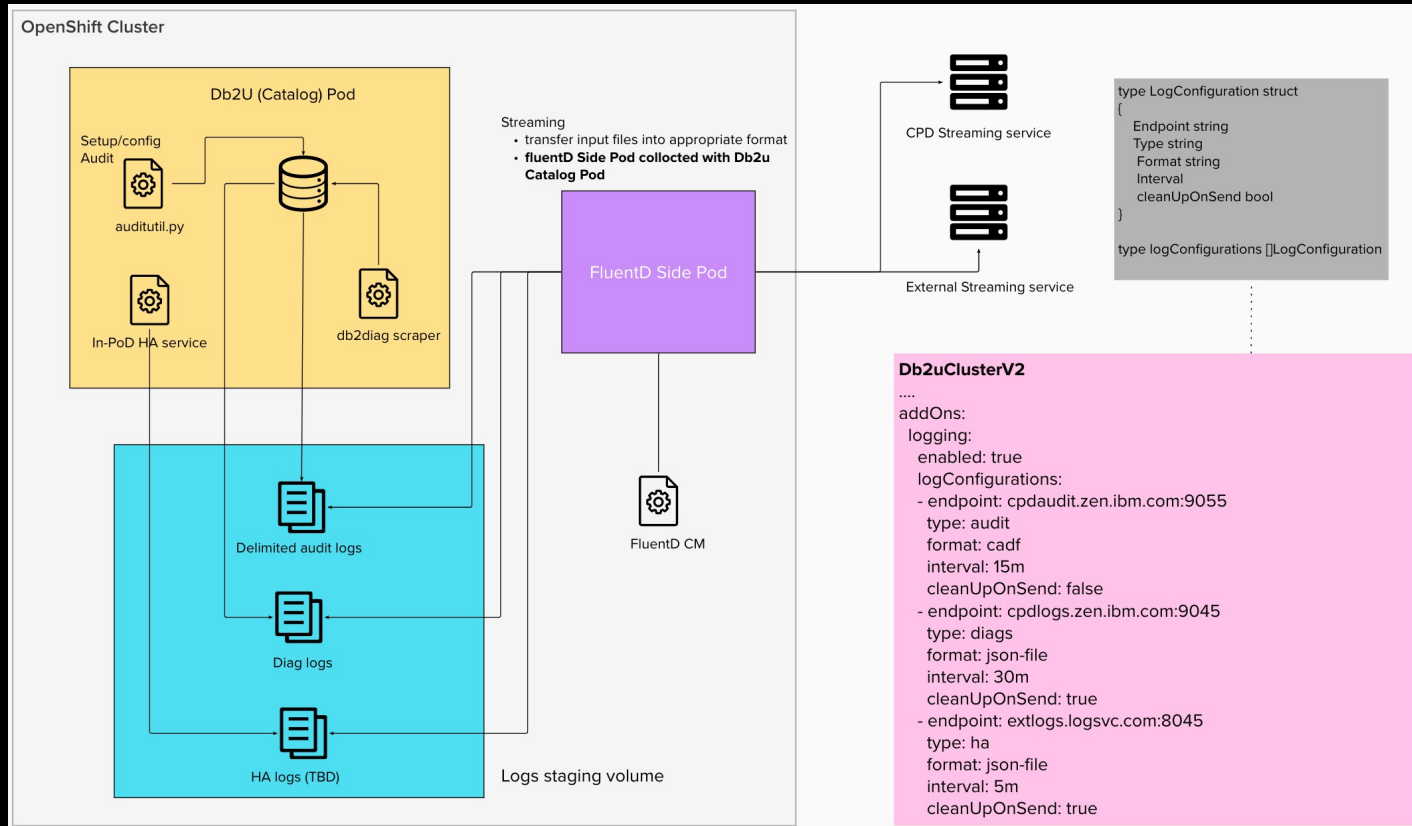 OpenShift Cluster
Db2U (Catalog) Pod
Setup/config
Audit
auditutil.py
In-PoD HA service
db2diag scraper
Streaming
• transfer input files into appropriate format
• fluentD Side Pod collocted with Db2u
Catalog Pod
FluentD Side Pod
FluentD CM
Delimited audit logs
Diag logs
HA logs (TBD)
Logs staging volume
CPD Streaming service
External Streaming service
type LogConfiguration struct
{
Endpoint string
Type string
Format string
Interval
cleanUpOnSend bool
}
type logConfigurations []LogConfiguration
Db2uClusterV2
....
addOns:
logging:
enabled: true
logConfigurations:
- endpoint: cpdaudit.zen.ibm.com:9055
type: audit
format: cadf
interval: 15m
cleanUpOnSend: false
- endpoint: cpdlogs.zen.ibm.com:9045
type: diags
format: json-file
interval: 30m
cleanUpOnSend: true
- endpoint: extlogs.logsvc.com:8045
type: ha
format: json-file
interval: 5m
cleanUpOnSend: true